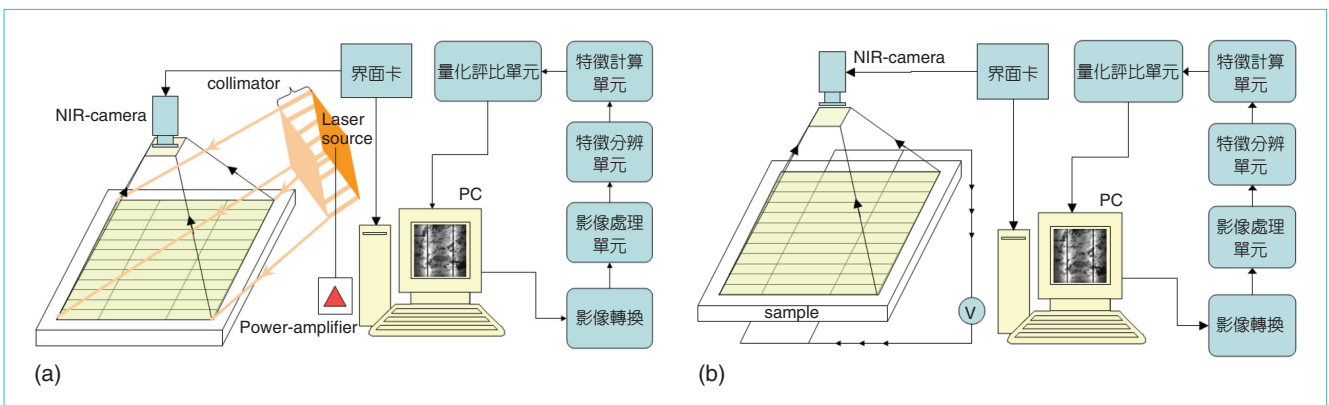 collimator
NIR-camera
Laser
source
界面卡
量化評比單元
特徵計算
單元
特徵分辨
單元
影像處理
單元
影像轉換
PC
Power-amplifier
(a)
NIR-camera
界面卡
量化評比單元
特徵計算
單元
特徵分辨
單元
影像處理
單元
影像轉換
PC
sample
V
(b)